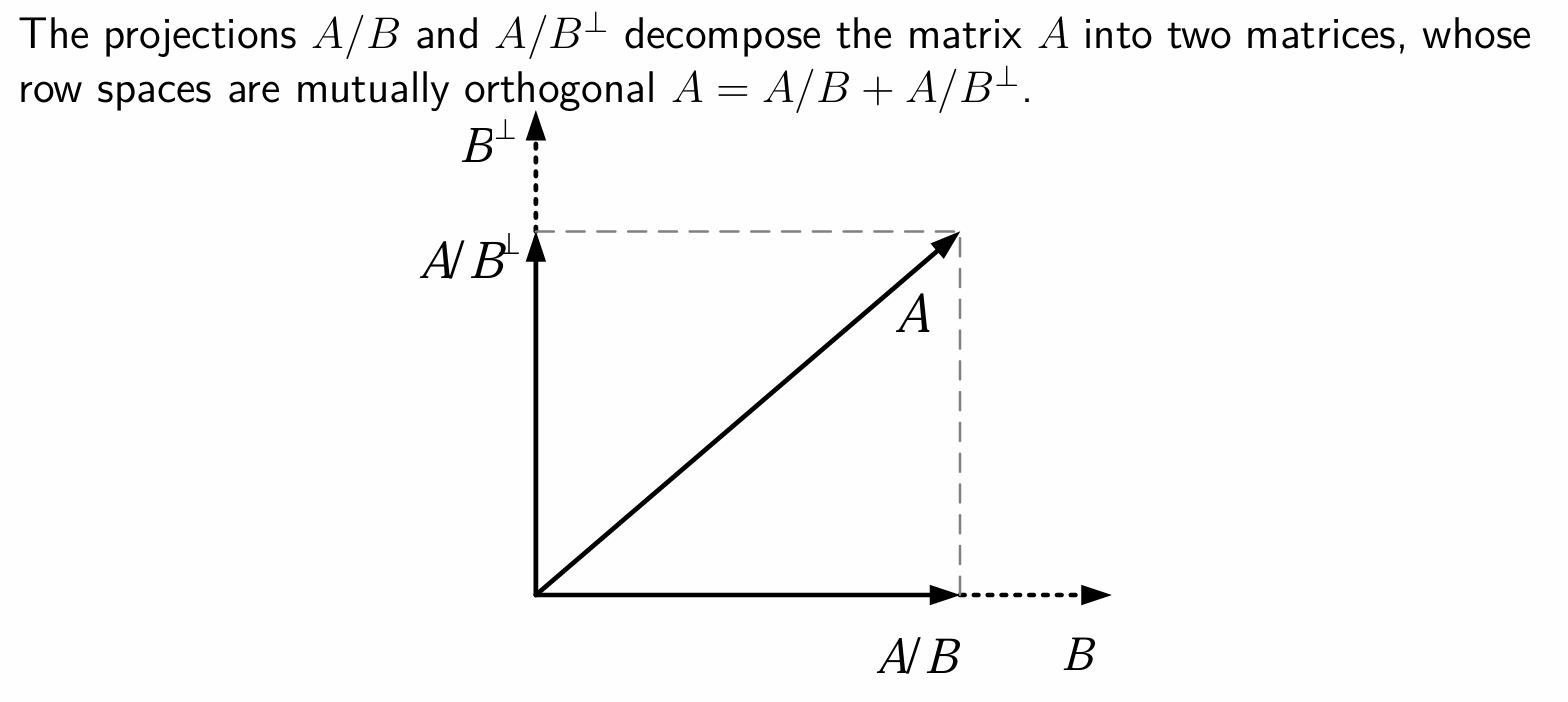 The projections A/B and A/B⊥ decompose the matrix A into two matrices, whose
row spaces are mutually orthogonal A = A/B + A/B⊥.
B⊥
A/B⊥
A
A/B
B